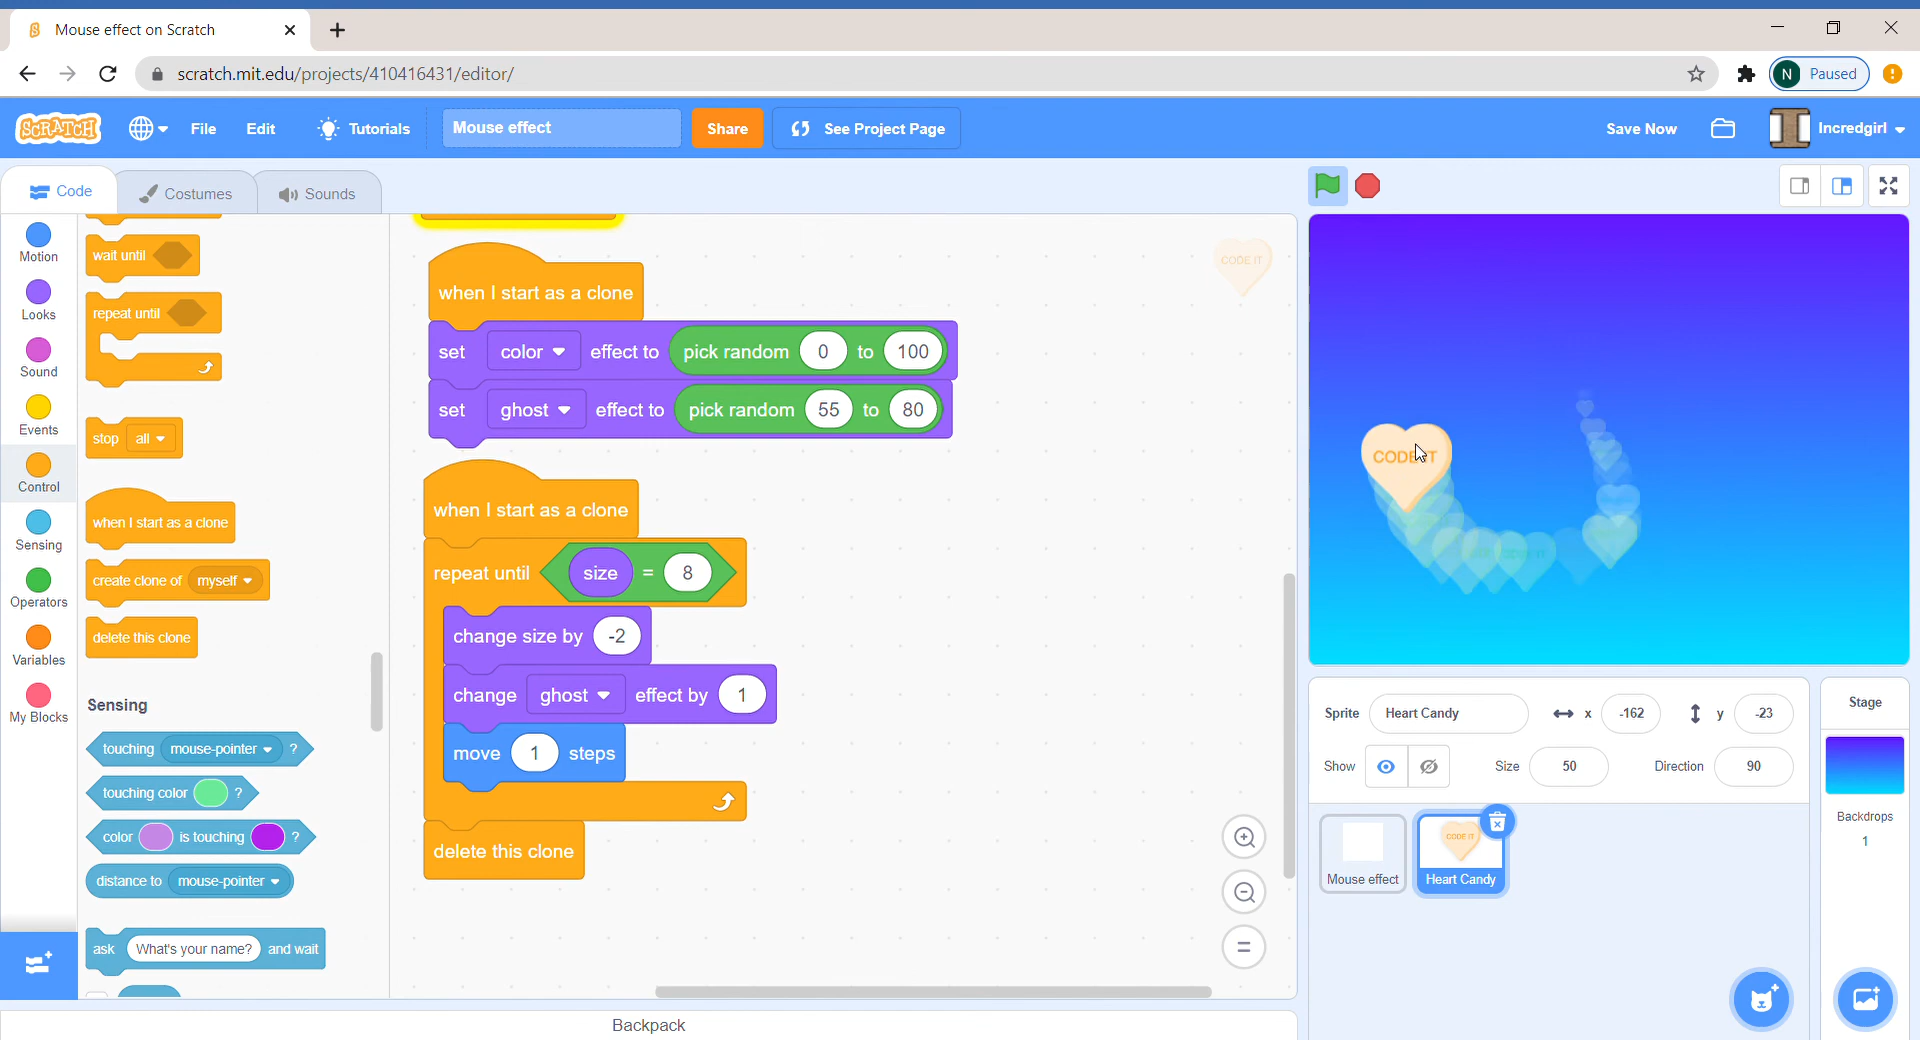 Mouse effect on Scratch
scratch.mit.edu/projects/410416431/editor/
N Paused
SCRATCH File Edit Tutorials Mouse effect Share See Project Page Save Now Incredgirl
Code Costumes Sounds
Motion
Looks
Sound
Events
Control
Sensing
Operators
Variables
My Blocks
wait until
repeat until
stop all
when I start as a clone
create clone of myself
delete this clone
Sensing
touching mouse-pointer ?
touching color ?
color is touching ?
distance to mouse-pointer
ask What's your name? and wait
CODE IT
when I start as a clone
set color effect to pick random 0 to 100
set ghost effect to pick random 55 to 80
when I start as a clone
repeat until size = 8
change size by -2
change ghost effect by 1
move 1 steps
delete this clone
Backpack
CODE IT
Sprite Heart Candy x -162 y -23
Show Size 50 Direction 90
Mouse effect
CODE IT
Heart Candy
Stage
Backdrops
1